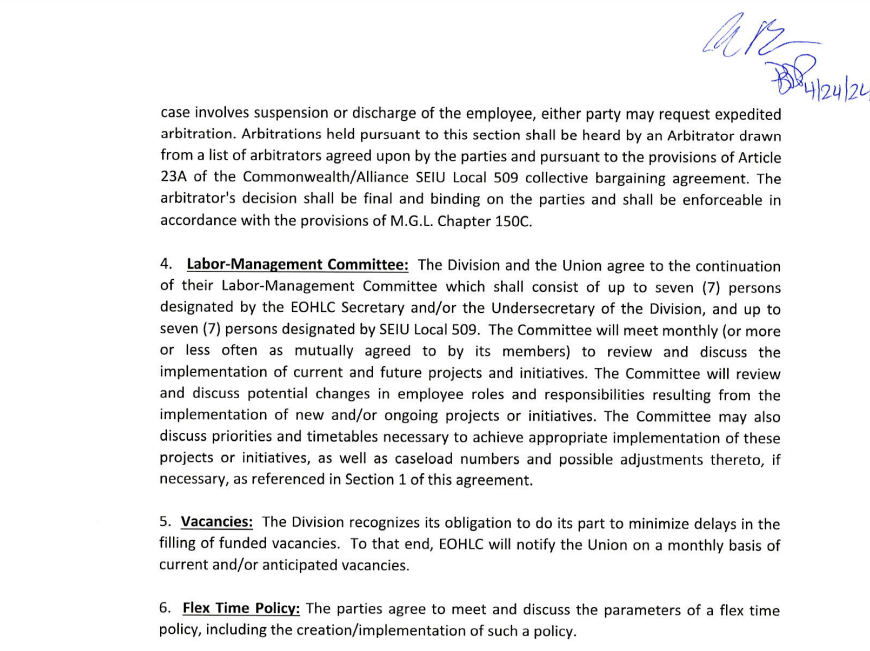 4/24/24
case involves suspension or discharge of the employee, either party may request expedited
arbitration. Arbitrations held pursuant to this section shall be heard by an Arbitrator drawn
from a list of arbitrators agreed upon by the parties and pursuant to the provisions of Article
23A of the Commonwealth/Alliance SEIU Local 509 collective bargaining agreement. The
arbitrator's decision shall be final and binding on the parties and shall be enforceable in
accordance with the provisions of M.G.L. Chapter 150C.
4. Labor-Management Committee: The Division and the Union agree to the continuation
of their Labor-Management Committee which shall consist of up to seven (7) persons
designated by the EOHLC Secretary and/or the Undersecretary of the Division, and up to
seven (7) persons designated by SEIU Local 509. The Committee will meet monthly (or more
or less often as mutually agreed to by its members) to review and discuss the
implementation of current and future projects and initiatives. The Committee will review
and discuss potential changes in employee roles and responsibilities resulting from the
implementation of new and/or ongoing projects or initiatives. The Committee may also
discuss priorities and timetables necessary to achieve appropriate implementation of these
projects or initiatives, as well as caseload numbers and possible adjustments thereto, if
necessary, as referenced in Section 1 of this agreement.
5. Vacancies: The Division recognizes its obligation to do its part to minimize delays in the
filling of funded vacancies. To that end, EOHLC will notify the Union on a monthly basis of
current and/or anticipated vacancies.
6. Flex Time Policy: The parties agree to meet and discuss the parameters of a flex time
policy, including the creation/implementation of such a policy.